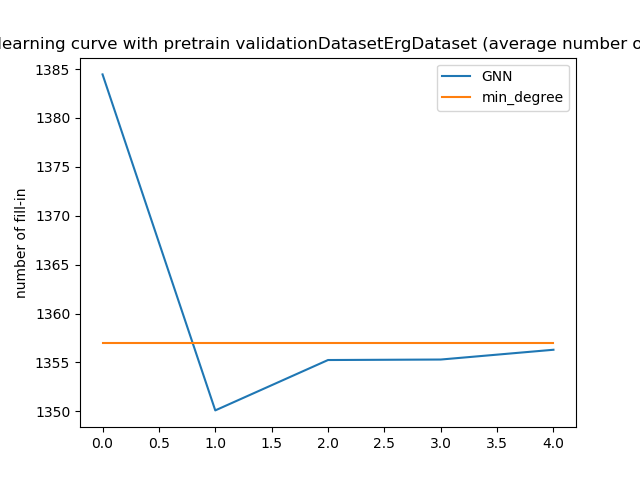 learning curve with pretrain validationDatasetErgDataset (average number o
GNN
min_degree
number of fill-in
1385
1380
1375
1370
1365
1360
1355
1350
0.0 0.5 1.0 1.5 2.0 2.5 3.0 3.5 4.0